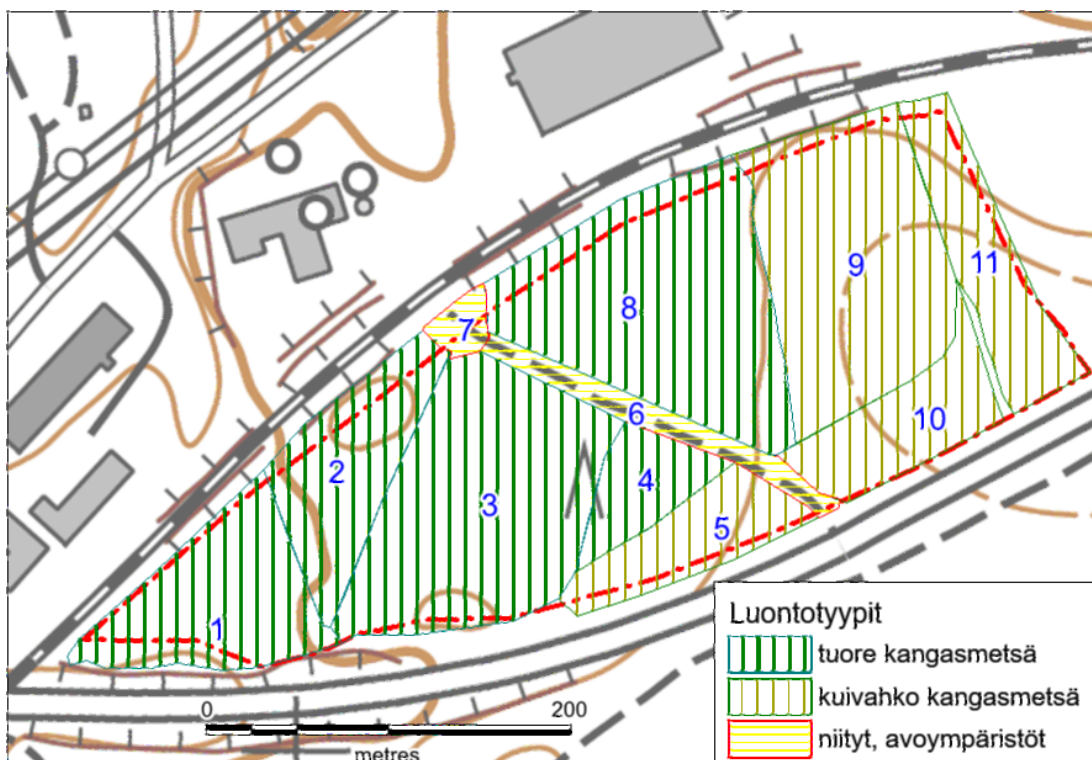 9
11
8
7
6
10
2
4
3
5
1
0 200
metres
Luontotyypit
tuore kangasmetsä
kuivahko kangasmetsä
niityt, avoympäristöt